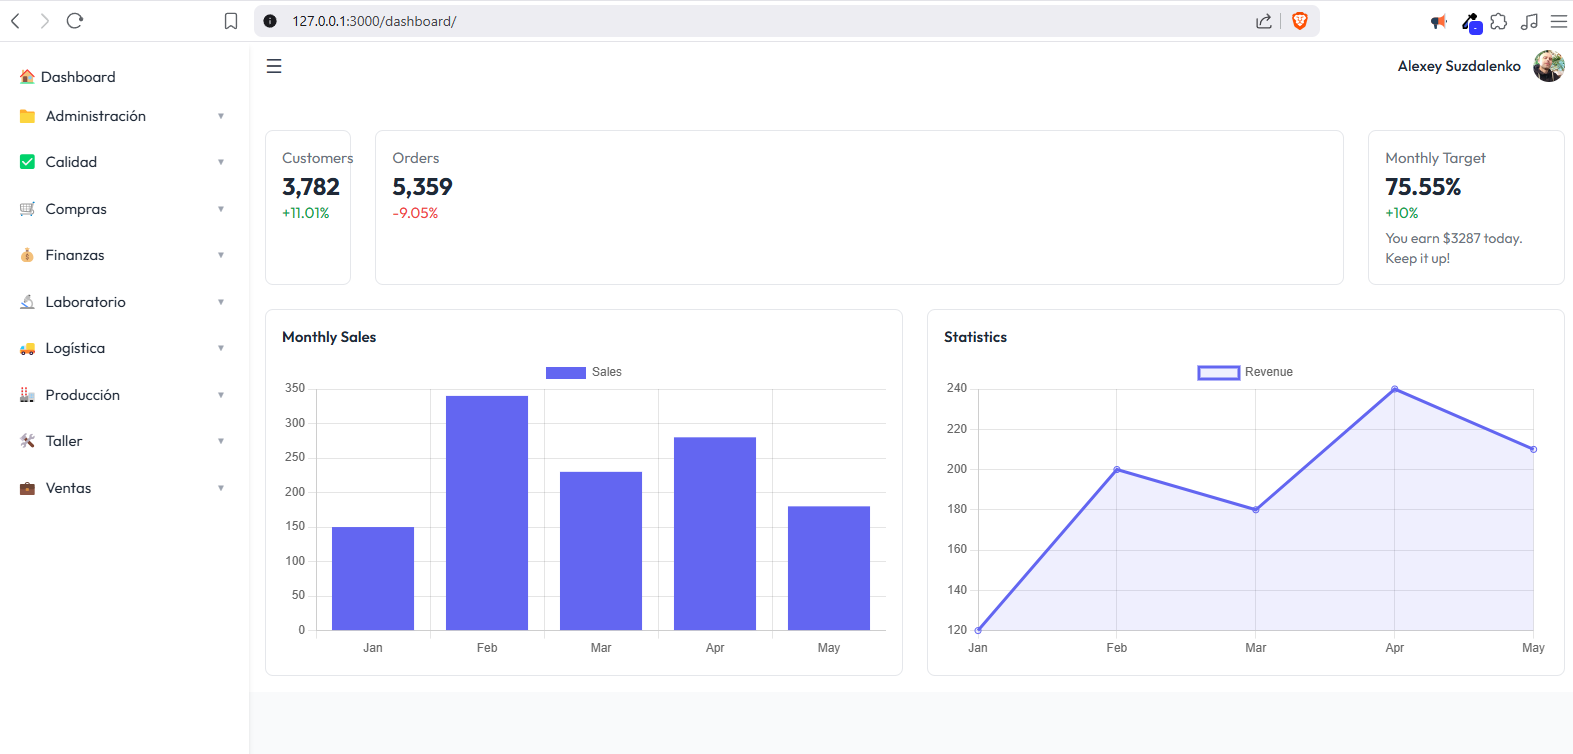 127.0.0.1:3000/dashboard/
Alexey Suzdalenko
Dashboard
Administración
Calidad
Compras
Finanzas
Laboratorio
Logística
Producción
Taller
Ventas
Customers
3,782
+11.01%
Orders
5,359
-9.05%
Monthly Target
75.55%
+10%
You earn $3287 today.
Keep it up!
Monthly Sales
Sales
350
300
250
200
150
100
50
0
Jan Feb Mar Apr May
Statistics
Revenue
240
220
200
180
160
140
120
Jan Feb Mar Apr May